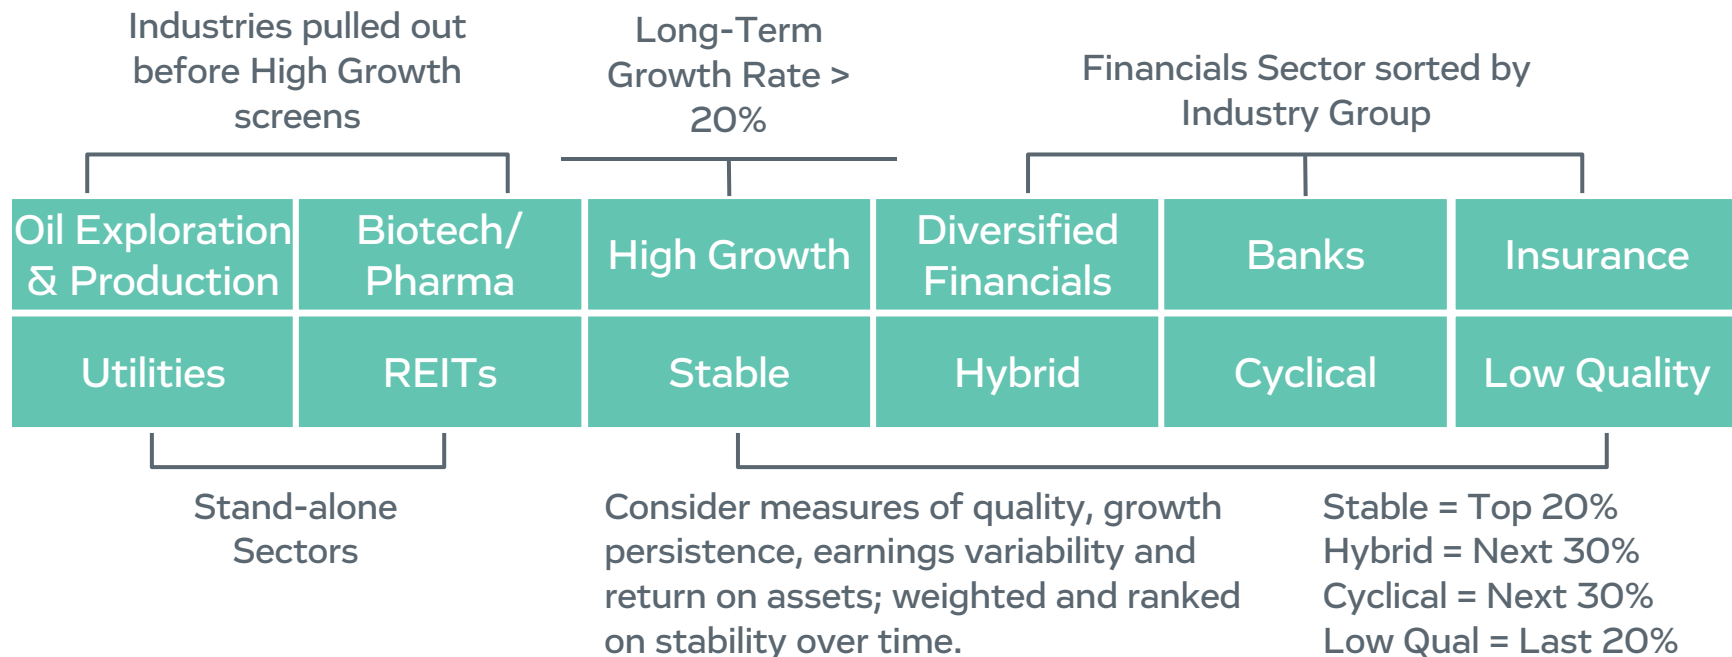 Industries pulled out
before High Growth
screens
Long-Term
Growth Rate >
20%
Financials Sector sorted by
Industry Group
Oil Exploration
& Production
Biotech/
Pharma
High Growth
Diversified
Financials
Banks
Insurance
Utilities
REITs
Stable
Hybrid
Cyclical
Low Quality
Stand-alone
Sectors
Consider measures of quality, growth
persistence, earnings variability and
return on assets; weighted and ranked
on stability over time.
Stable = Top 20%
Hybrid = Next 30%
Cyclical = Next 30%
Low Qual = Last 20%